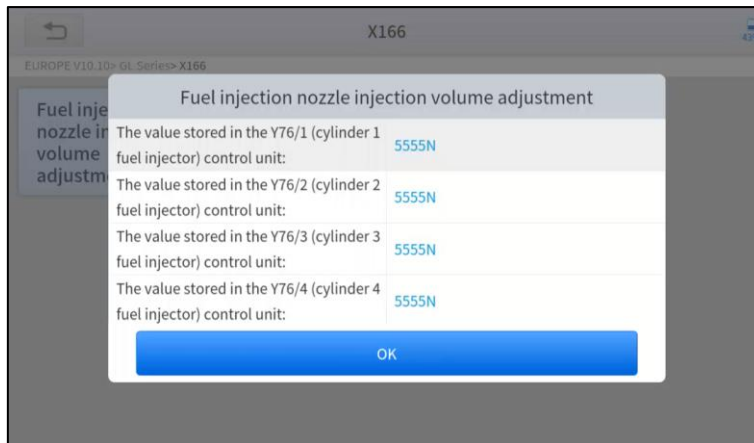 X166
43%
EUROPE V10.10> GL Series> X166
Fuel injection nozzle injection volume adjustment
Fuel inje
nozzle in
volume
adjustm
The value stored in the Y76/1 (cylinder 1
fuel injector) control unit:
5555N
The value stored in the Y76/2 (cylinder 2
fuel injector) control unit:
5555N
The value stored in the Y76/3 (cylinder 3
fuel injector) control unit:
5555N
The value stored in the Y76/4 (cylinder 4
fuel injector) control unit:
5555N
OK